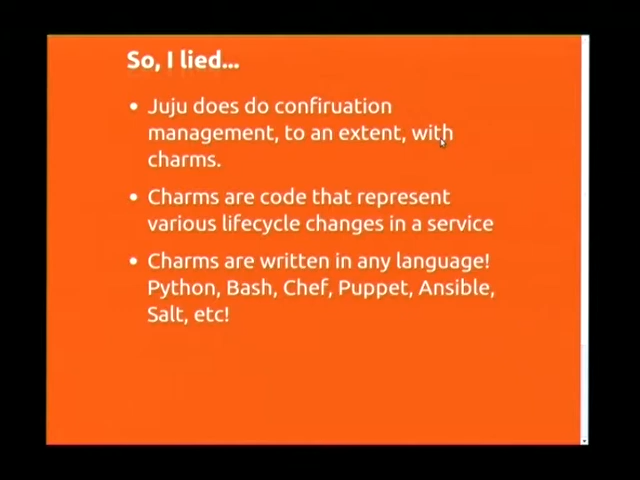 So, I lied...
• Juju does do confiruation
management, to an extent, with
charms.
• Charms are code that represent
various lifecycle changes in a service
• Charms are written in any language!
Python, Bash, Chef, Puppet, Ansible,
Salt, etc!